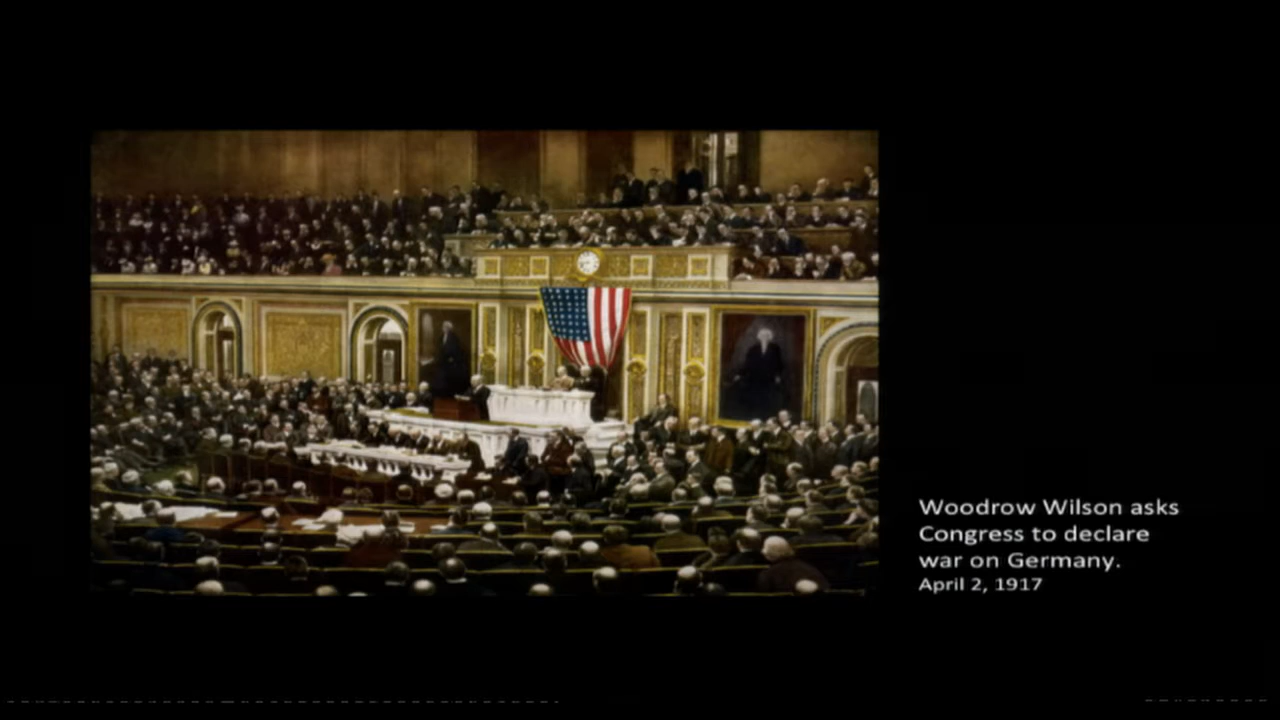 Woodrow Wilson asks
Congress to declare
war on Germany.
April 2, 1917